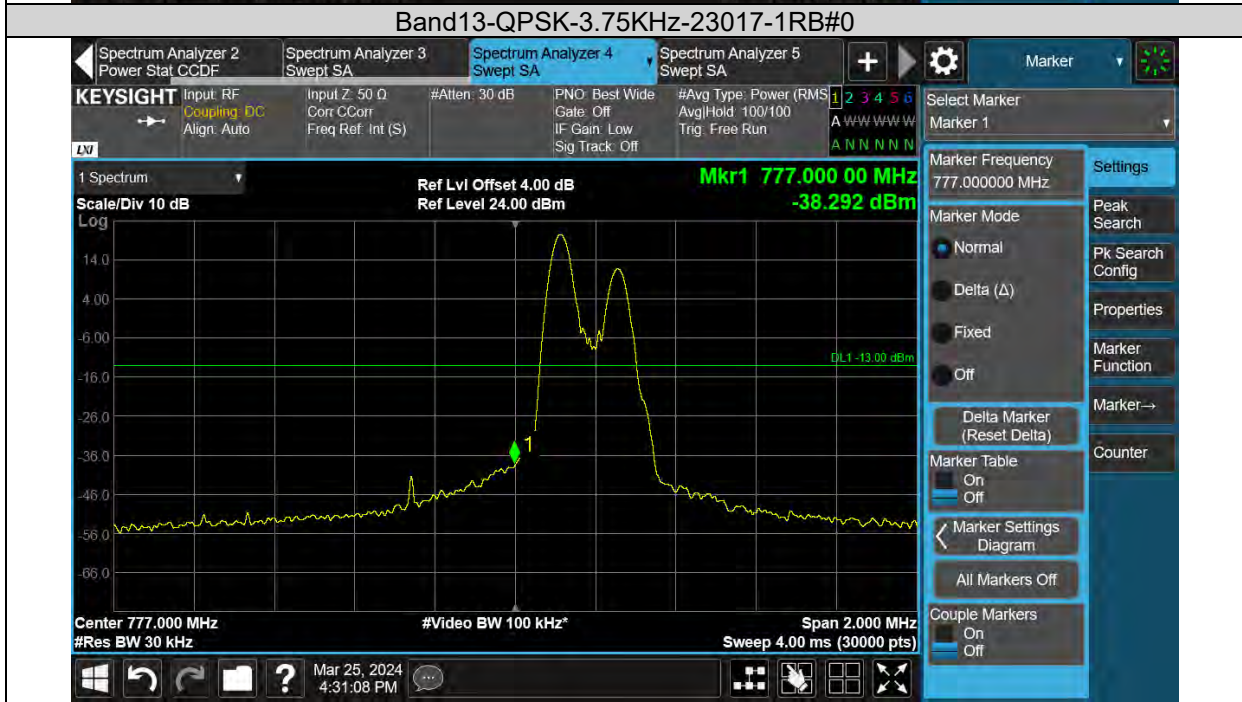 Band13-QPSK-3.75KHz-23017-1RB#0
Spectrum Analyzer 2
Power Stat CCDF
Spectrum Analyzer 3
Swept SA
Spectrum Analyzer 4
Swept SA
Spectrum Analyzer 5
Swept SA
+
Marker
KEYSIGHT
LXI
Input: RF
Coupling: DC
Align: Auto
Input Z: 50 Ω
Corr CCorr
Freq Ref: Int (S)
#Atten: 30 dB
PNO: Best Wide
Gate: Off
IF Gain: Low
Sig Track: Off
#Avg Type: Power (RMS
Avg|Hold: 100/100
Trig: Free Run
1 2 3 4 5 6
A W W W W W
A N N N N N
Select Marker
Marker 1
1 Spectrum
Scale/Div 10 dB
Log
Ref Lvl Offset 4.00 dB
Ref Level 24.00 dBm
Mkr1 777.000 00 MHz
-38.292 dBm
14.0
4.00
-6.00
-16.0
-26.0
-36.0
-46.0
-56.0
-66.0
DL1 -13.00 dBm
1
Center 777.000 MHz
#Res BW 30 kHz
#Video BW 100 kHz*
Span 2.000 MHz
Sweep 4.00 ms (30000 pts)
Marker Frequency
777.000000 MHz
Marker Mode
Normal
Delta (Δ)
Fixed
Off
Delta Marker
(Reset Delta)
Marker Table
On
Off
Marker Settings
Diagram
All Markers Off
Couple Markers
On
Off
Settings
Peak
Search
Pk Search
Config
Properties
Marker
Function
Marker→
Counter
?
Mar 25, 2024
4:31:08 PM